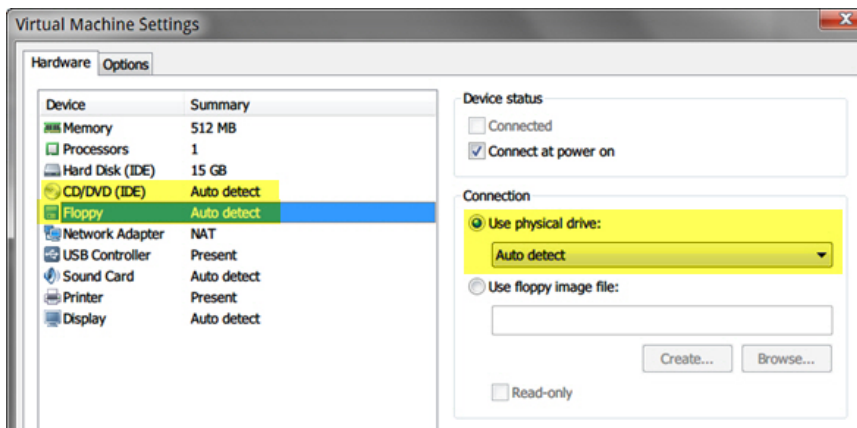 Virtual Machine Settings
Hardware Options
Device Summary
Memory 512 MB
Processors 1
Hard Disk (IDE) 15 GB
CD/DVD (IDE) Auto detect
Floppy Auto detect
Network Adapter NAT
USB Controller Present
Sound Card Auto detect
Printer Present
Display Auto detect
Device status
Connected
Connect at power on
Connection
Use physical drive:
Auto detect
Use floppy image file:
Create... Browse...
Read-only